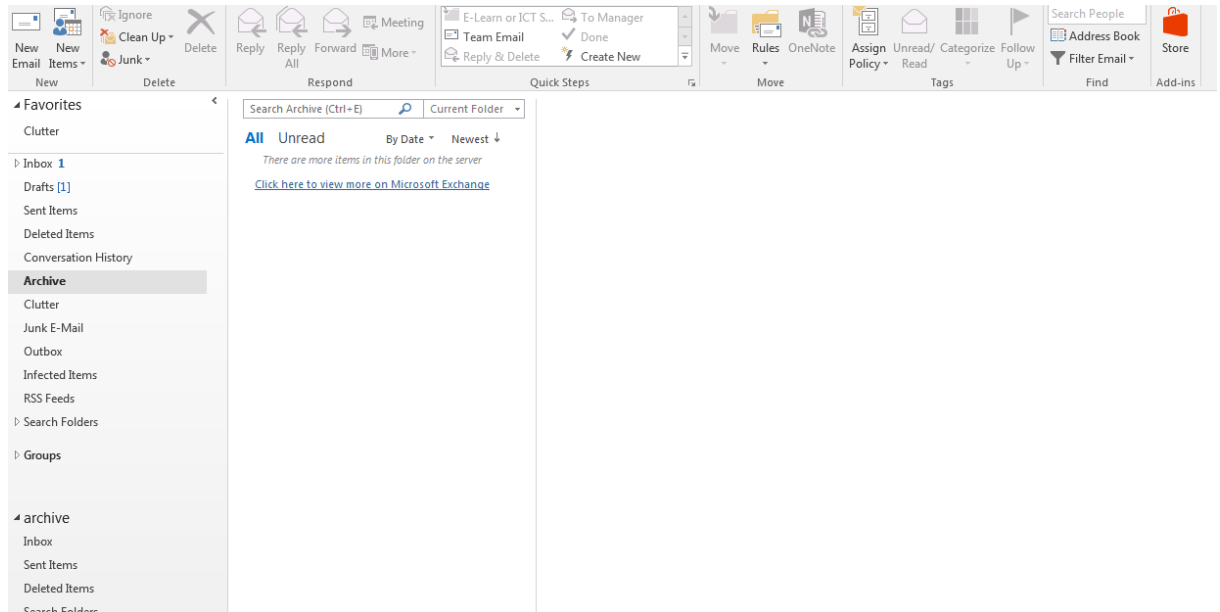 New Email
New Items
New
Ignore
Clean Up
Junk
Delete
Delete
Reply
Reply All
Forward
Meeting
More
Respond
E-Learn or ICT S...
Team Email
Reply & Delete
To Manager
Done
Create New
Quick Steps
Move
Rules
OneNote
Move
Assign Policy
Unread/ Read
Categorize
Follow Up
Tags
Search People
Address Book
Filter Email
Find
Store
Add-ins
Favorites
Clutter
Inbox 1
Drafts [1]
Sent Items
Deleted Items
Conversation History
Archive
Clutter
Junk E-Mail
Outbox
Infected Items
RSS Feeds
Search Folders
Groups
archive
Inbox
Sent Items
Deleted Items
Search Folders
Search Archive (Ctrl+E)
Current Folder
All Unread By Date Newest
There are more items in this folder on the server
Click here to view more on Microsoft Exchange